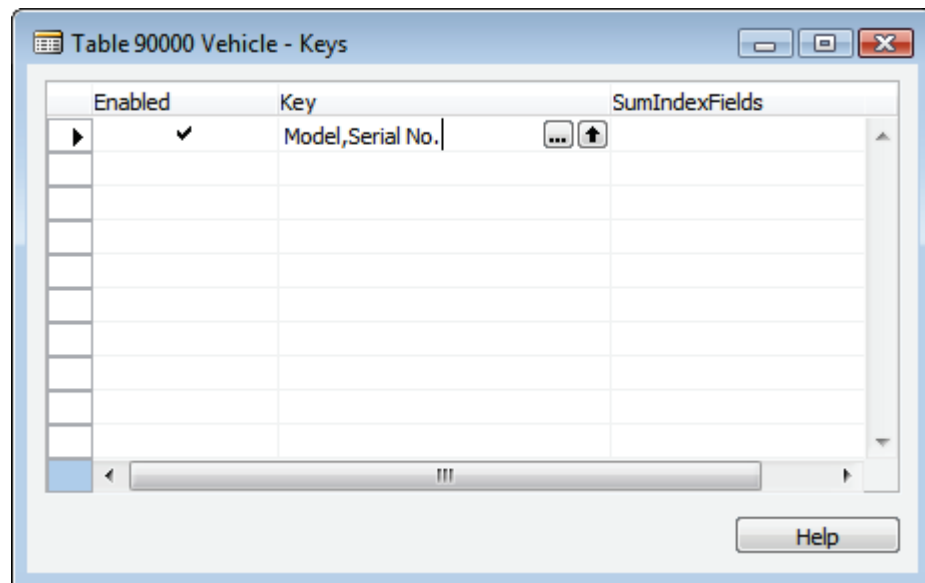 Table 90000 Vehicle - Keys
Enabled Key SumIndexFields
Model,Serial No. ...
Help